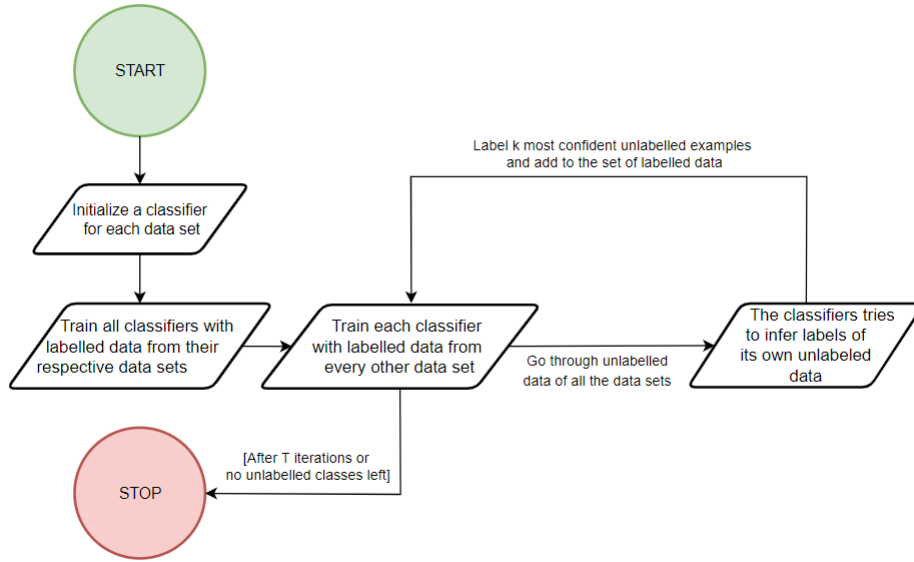 START
Label k most confident unlabelled examples
and add to the set of labelled data
Initialize a classifier
for each data set
Train all classifiers with
labelled data from their
respective data sets
Train each classifier
with labelled data from
every other data set
Go through unlabelled
data of all the data sets
The classifiers tries
to infer labels of
its own unlabeled
data
[After T iterations or
no unlabelled classes left]
STOP